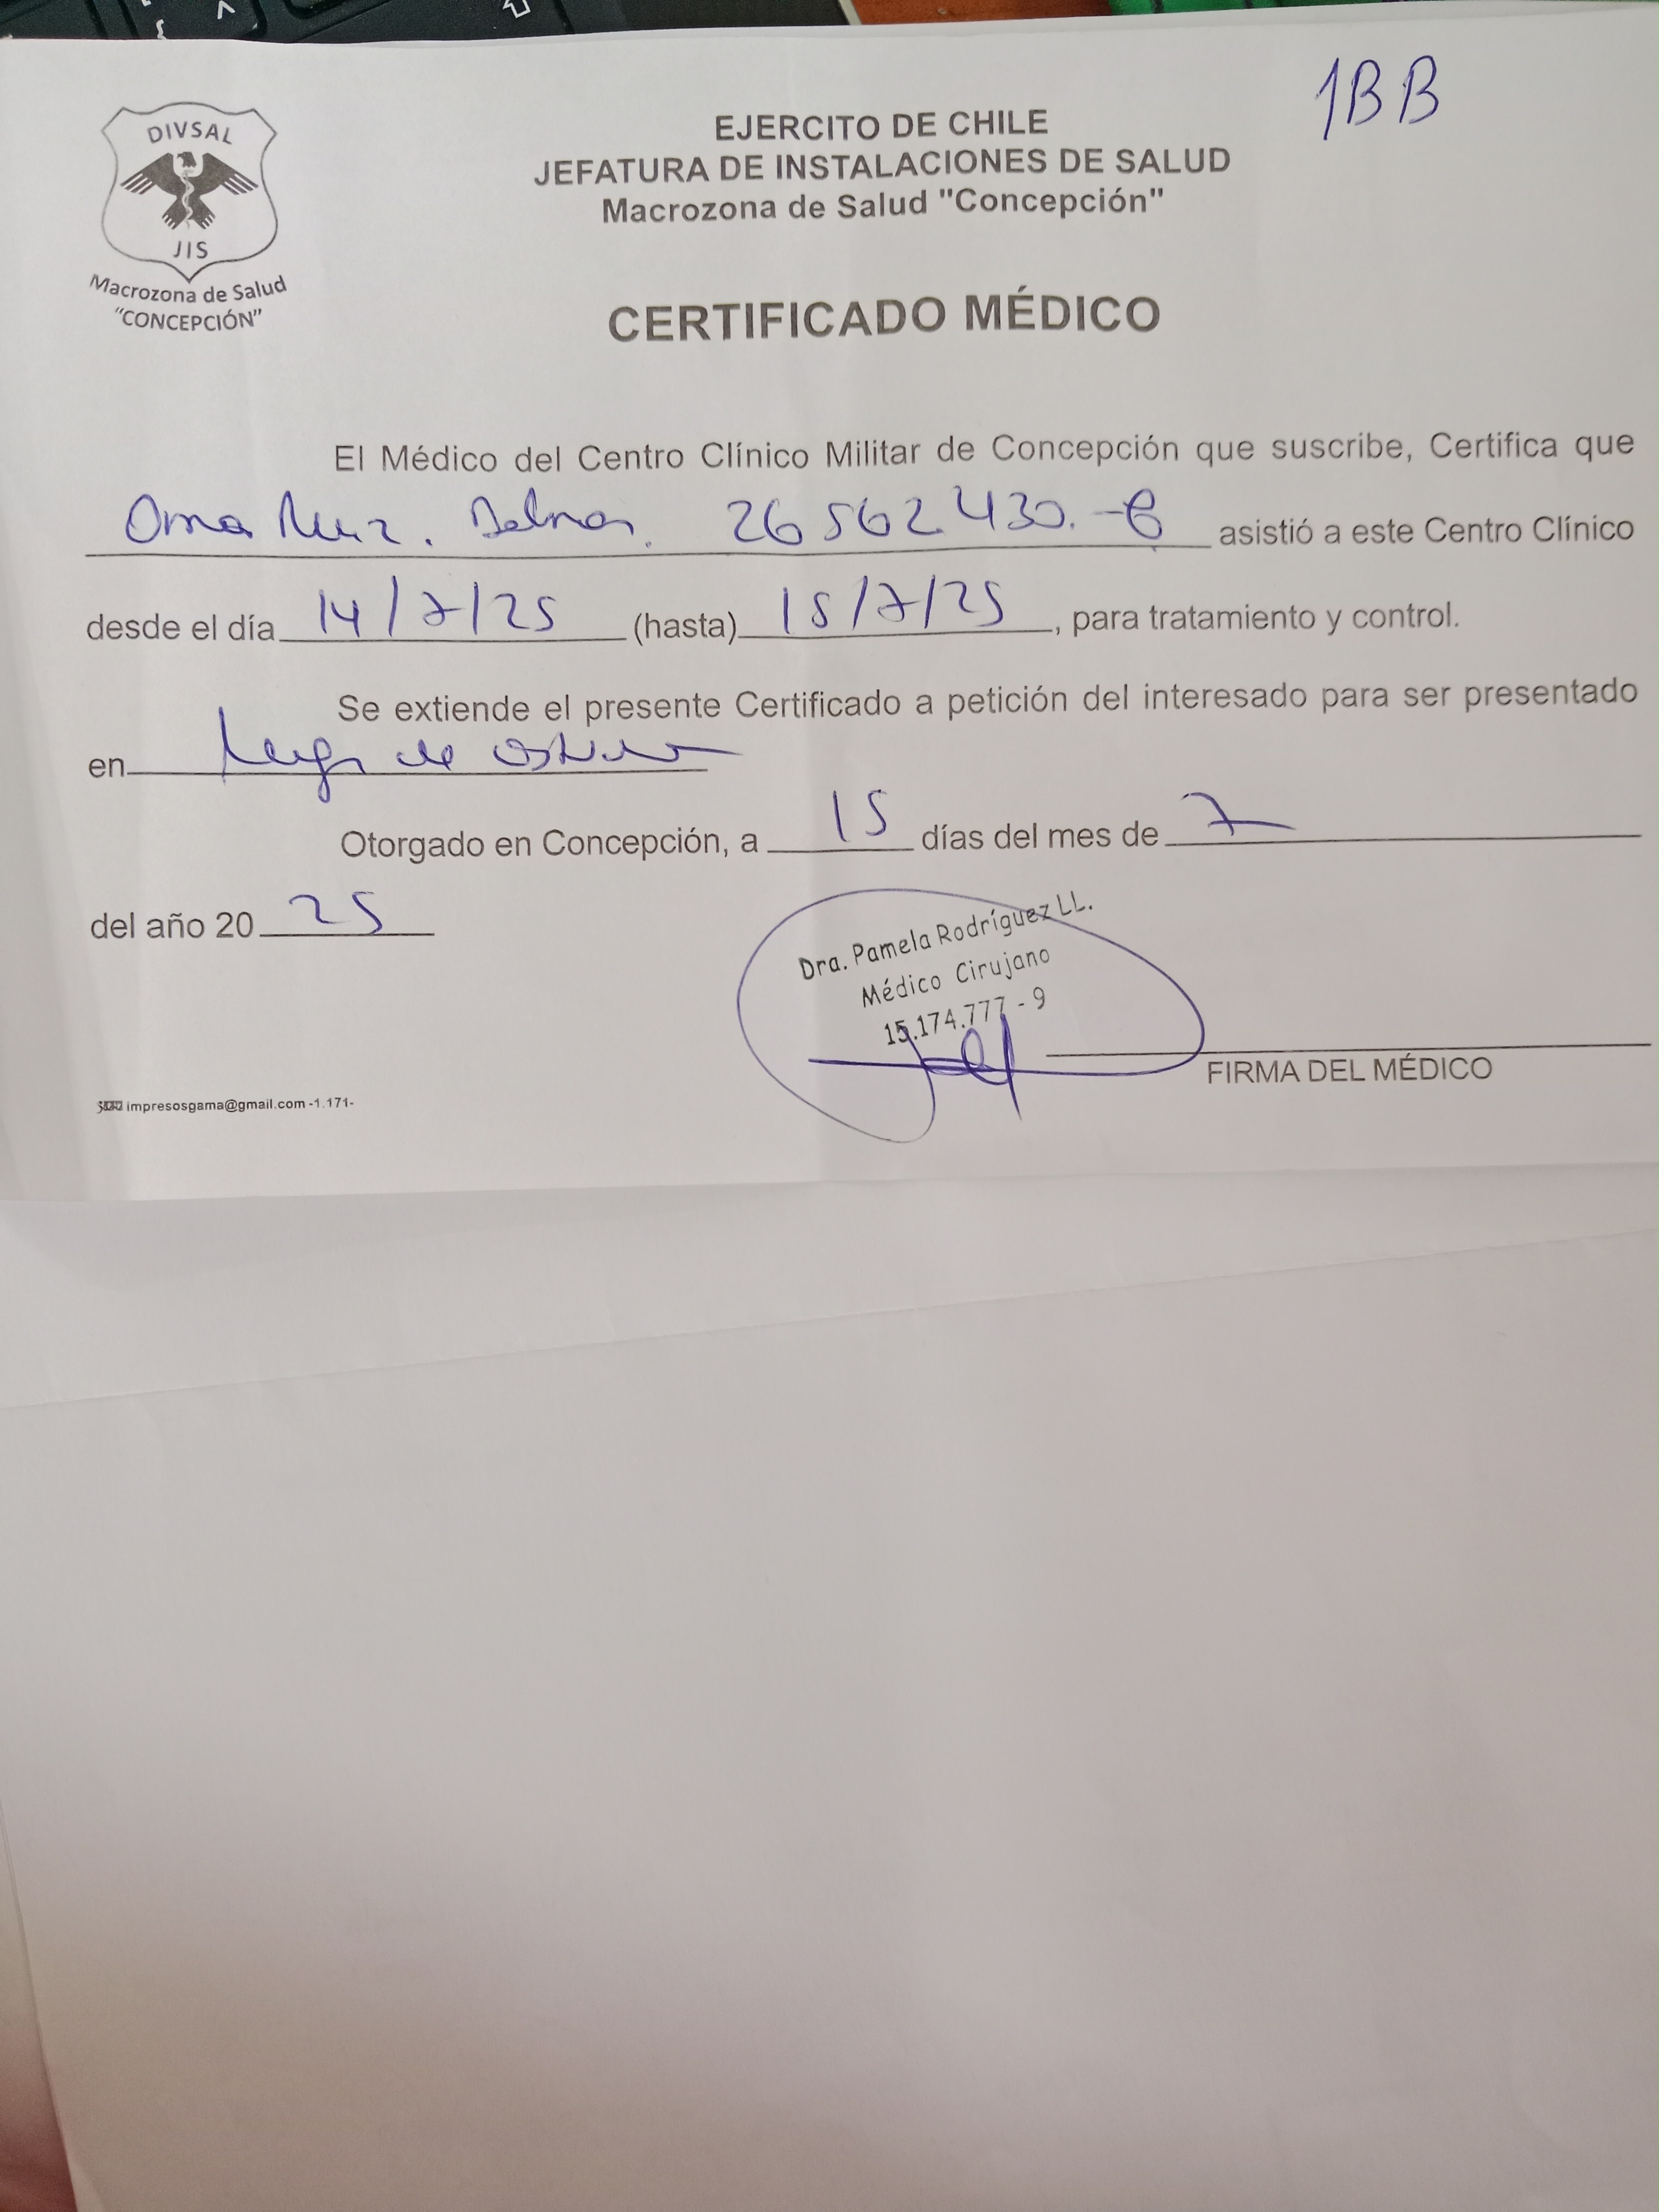 1BB
DIVSAL
JIS
Macrozona de Salud
"CONCEPCIÓN"
EJERCITO DE CHILE
JEFATURA DE INSTALACIONES DE SALUD
Macrozona de Salud "Concepción"
CERTIFICADO MÉDICO
El Médico del Centro Clínico Militar de Concepción que suscribe, Certifica que
Ruiz. 26562430.- asistió a este Centro Clínico
desde el día 14/7/25 (hasta) 15/7/25, para tratamiento y control.
Se extiende el presente Certificado a petición del interesado para ser presentado
en de
Otorgado en Concepción, a 15 días del mes de 7
del año 20 25
Dra. Pamela Rodríguez LL.
Médico Cirujano
15.174.777 - 9
FIRMA DEL MÉDICO
impresosgama@gmail.com -1.171-